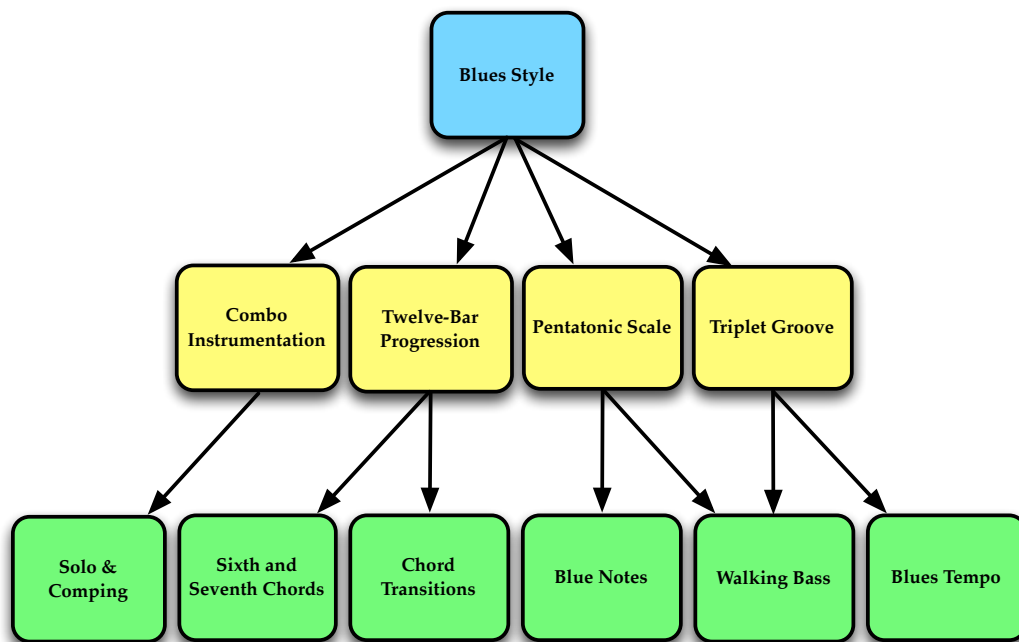 Blues Style
Combo
Instrumentation
Twelve-Bar
Progression
Pentatonic Scale
Triplet Groove
Solo &
Comping
Sixth and
Seventh Chords
Chord
Transitions
Blue Notes
Walking Bass
Blues Tempo